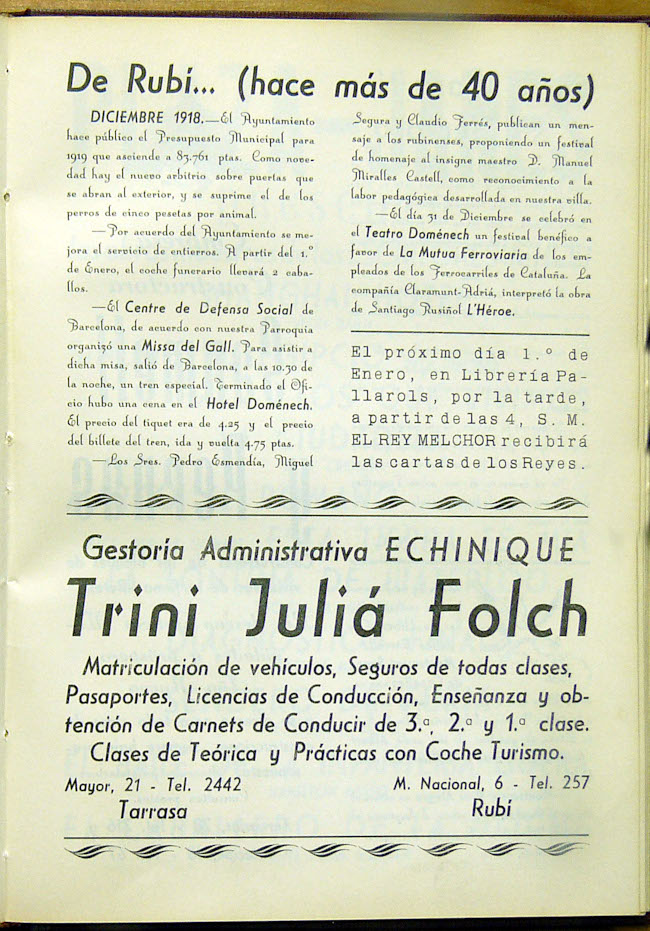 De Rubí... (hace más de 40 años)
DICIEMBRE 1918.—El Ayuntamiento
hace público el Presupuesto Municipal para
1919 que asciende a 83.761 ptas. Como nove-
dad hay el nuevo arbitrio sobre puertas que
se abran al exterior, y se suprime el de los
perros de cinco pesetas por animal.
—Por acuerdo del Ayuntamiento se me-
jora el servicio de entierros. A partir del 1.º
de Enero, el coche funerario llevará 2 caba-
llos.
—El Centre de Defensa Social de
Barcelona, de acuerdo con nuestra Parroquia
organizó una Missa del Gall. Para asistir a
dicha misa, salió de Barcelona, a las 10.30 de
la noche, un tren especial. Terminado el Ofi-
cio hubo una cena en el Hotel Doménech.
El precio del tiquet era de 4.25 y el precio
del billete del tren, ida y vuelta 4.75 ptas.
—Los Sres. Pedro Esmendía, Miguel
Segura y Claudio Ferrés, publican un men-
saje a los rubinenses, proponiendo un festival
de homenaje al insigne maestro D. Manuel
Miralles Castell, como reconocimiento a la
labor pedagógica desarrollada en nuestra villa.
—El día 31 de Diciembre se celebró en
el Teatro Doménech un festival benéfico a
favor de La Mutua Ferroviaria de los em-
pleados de los Ferrocarriles de Cataluña. La
compañía Claramunt-Adriá, interpretó la obra
de Santiago Rusiñol L'Héroe.
El próximo día 1.º de
Enero, en Librería Pa-
llarols, por la tarde,
a partir de las 4, S. M.
EL REY MELCHOR recibirá
las cartas de los Reyes.
Gestoría Administrativa ECHINIQUE
Trini Juliá Folch
Matriculación de vehículos, Seguros de todas clases,
Pasaportes, Licencias de Conducción, Enseñanza y ob-
tención de Carnets de Conducir de 3.ª, 2.ª y 1.ª clase.
Clases de Teórica y Prácticas con Coche Turismo.
Mayor, 21 - Tel. 2442
Tarrasa
M. Nacional, 6 - Tel. 257
Rubí